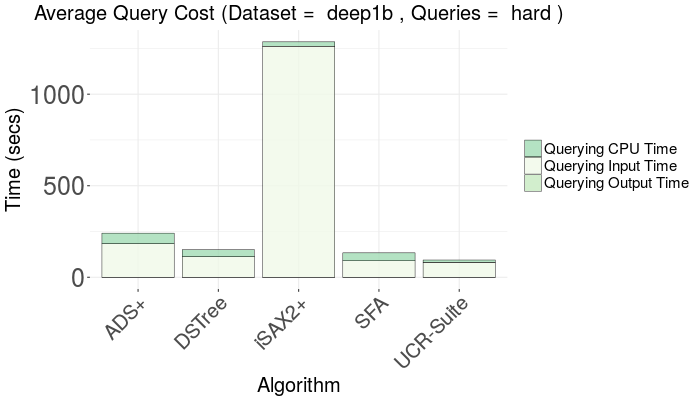 Average Query Cost (Dataset = deep1b , Queries = hard )
Time (secs)
1000
500
0
ADS+
DSTree
iSAX2+
SFA
UCR-Suite
Algorithm
Querying CPU Time
Querying Input Time
Querying Output Time